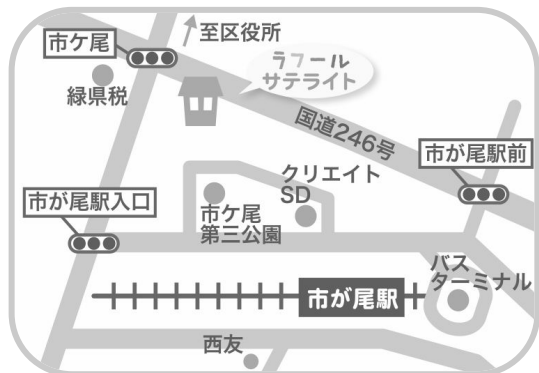 市ケ尾
至区役所
ラフール
サテライト
緑県税
国道246号
市が尾駅前
クリエイト
SD
市が尾駅入口
市ケ尾
第三公園
バス
ターミナル
市が尾駅
西友